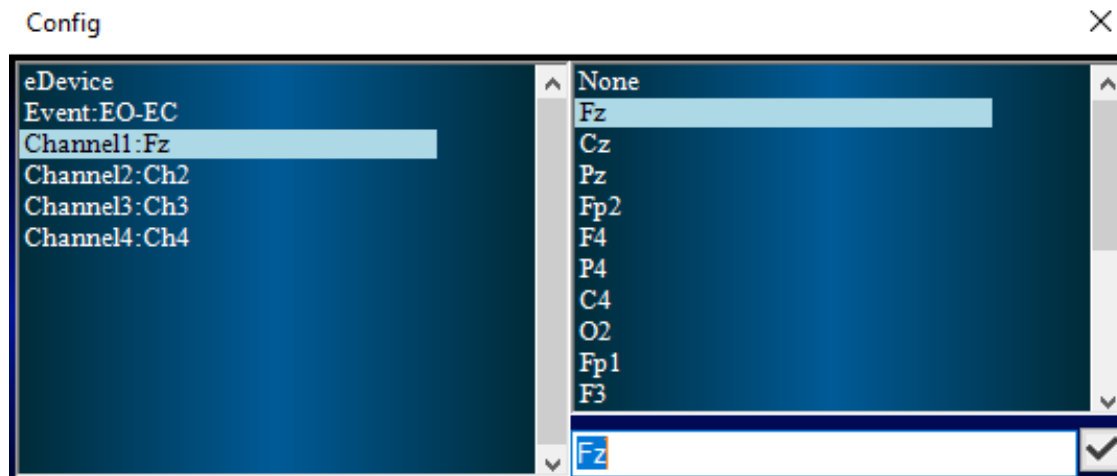 Config
eDevice
Event:EO-EC
Channel1:Fz
Channel2:Ch2
Channel3:Ch3
Channel4:Ch4
None
Fz
Cz
Pz
Fp2
F4
P4
C4
O2
Fp1
F3
Fz